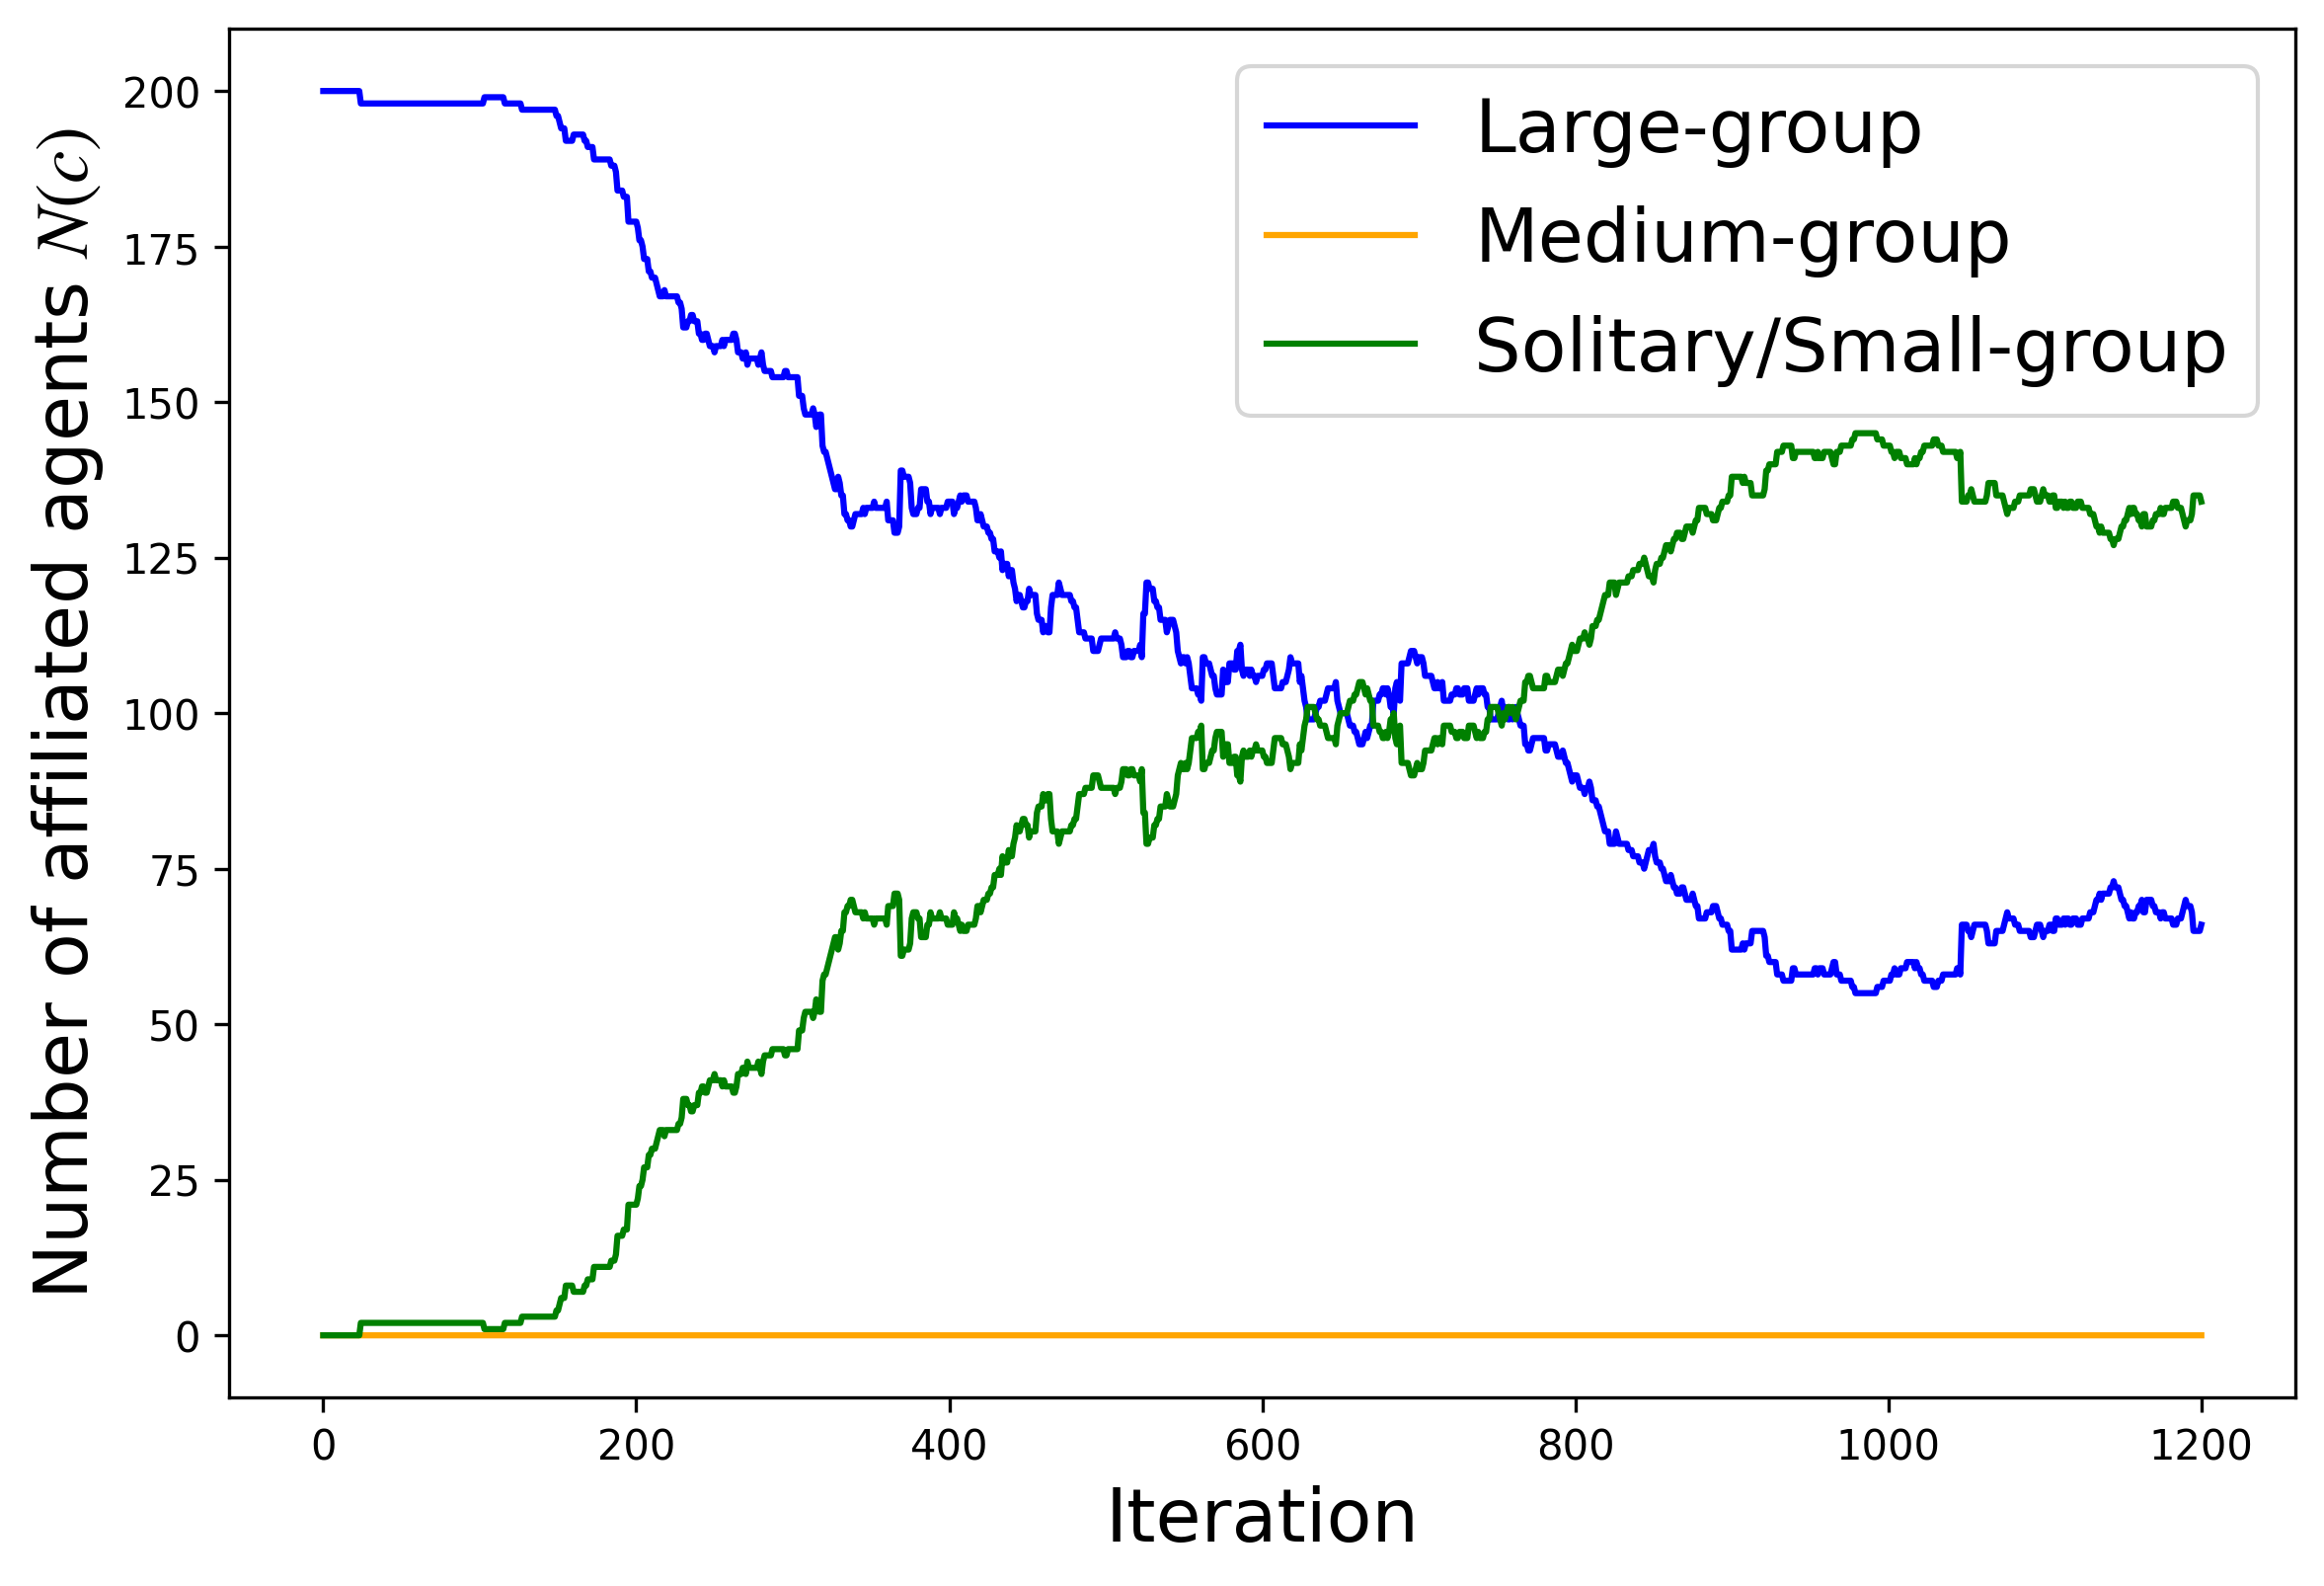 Number of affiliated agents N(c)
200
175
150
125
100
75
50
25
0
Large-group
Medium-group
Solitary/Small-group
0 200 400 600 800 1000 1200
Iteration